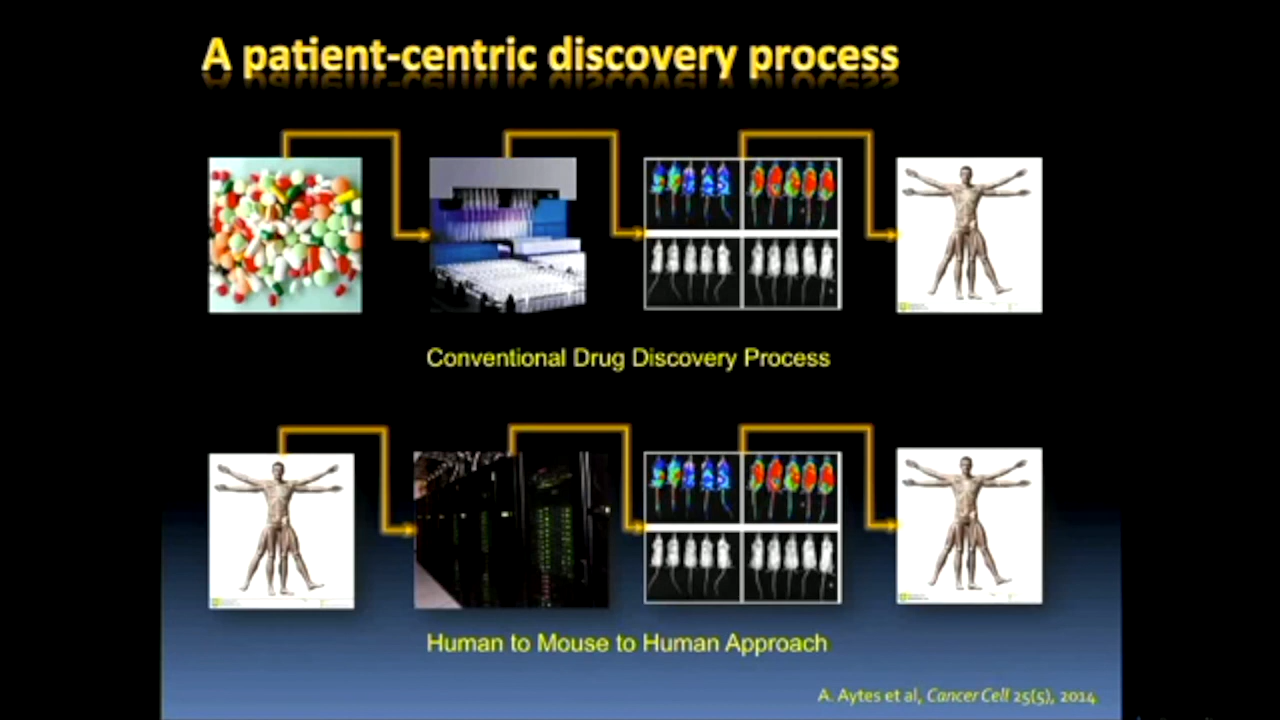 A patient-centric discovery process
Conventional Drug Discovery Process
Human to Mouse to Human Approach
A. Aytes et al, Cancer Cell 25(5), 2014